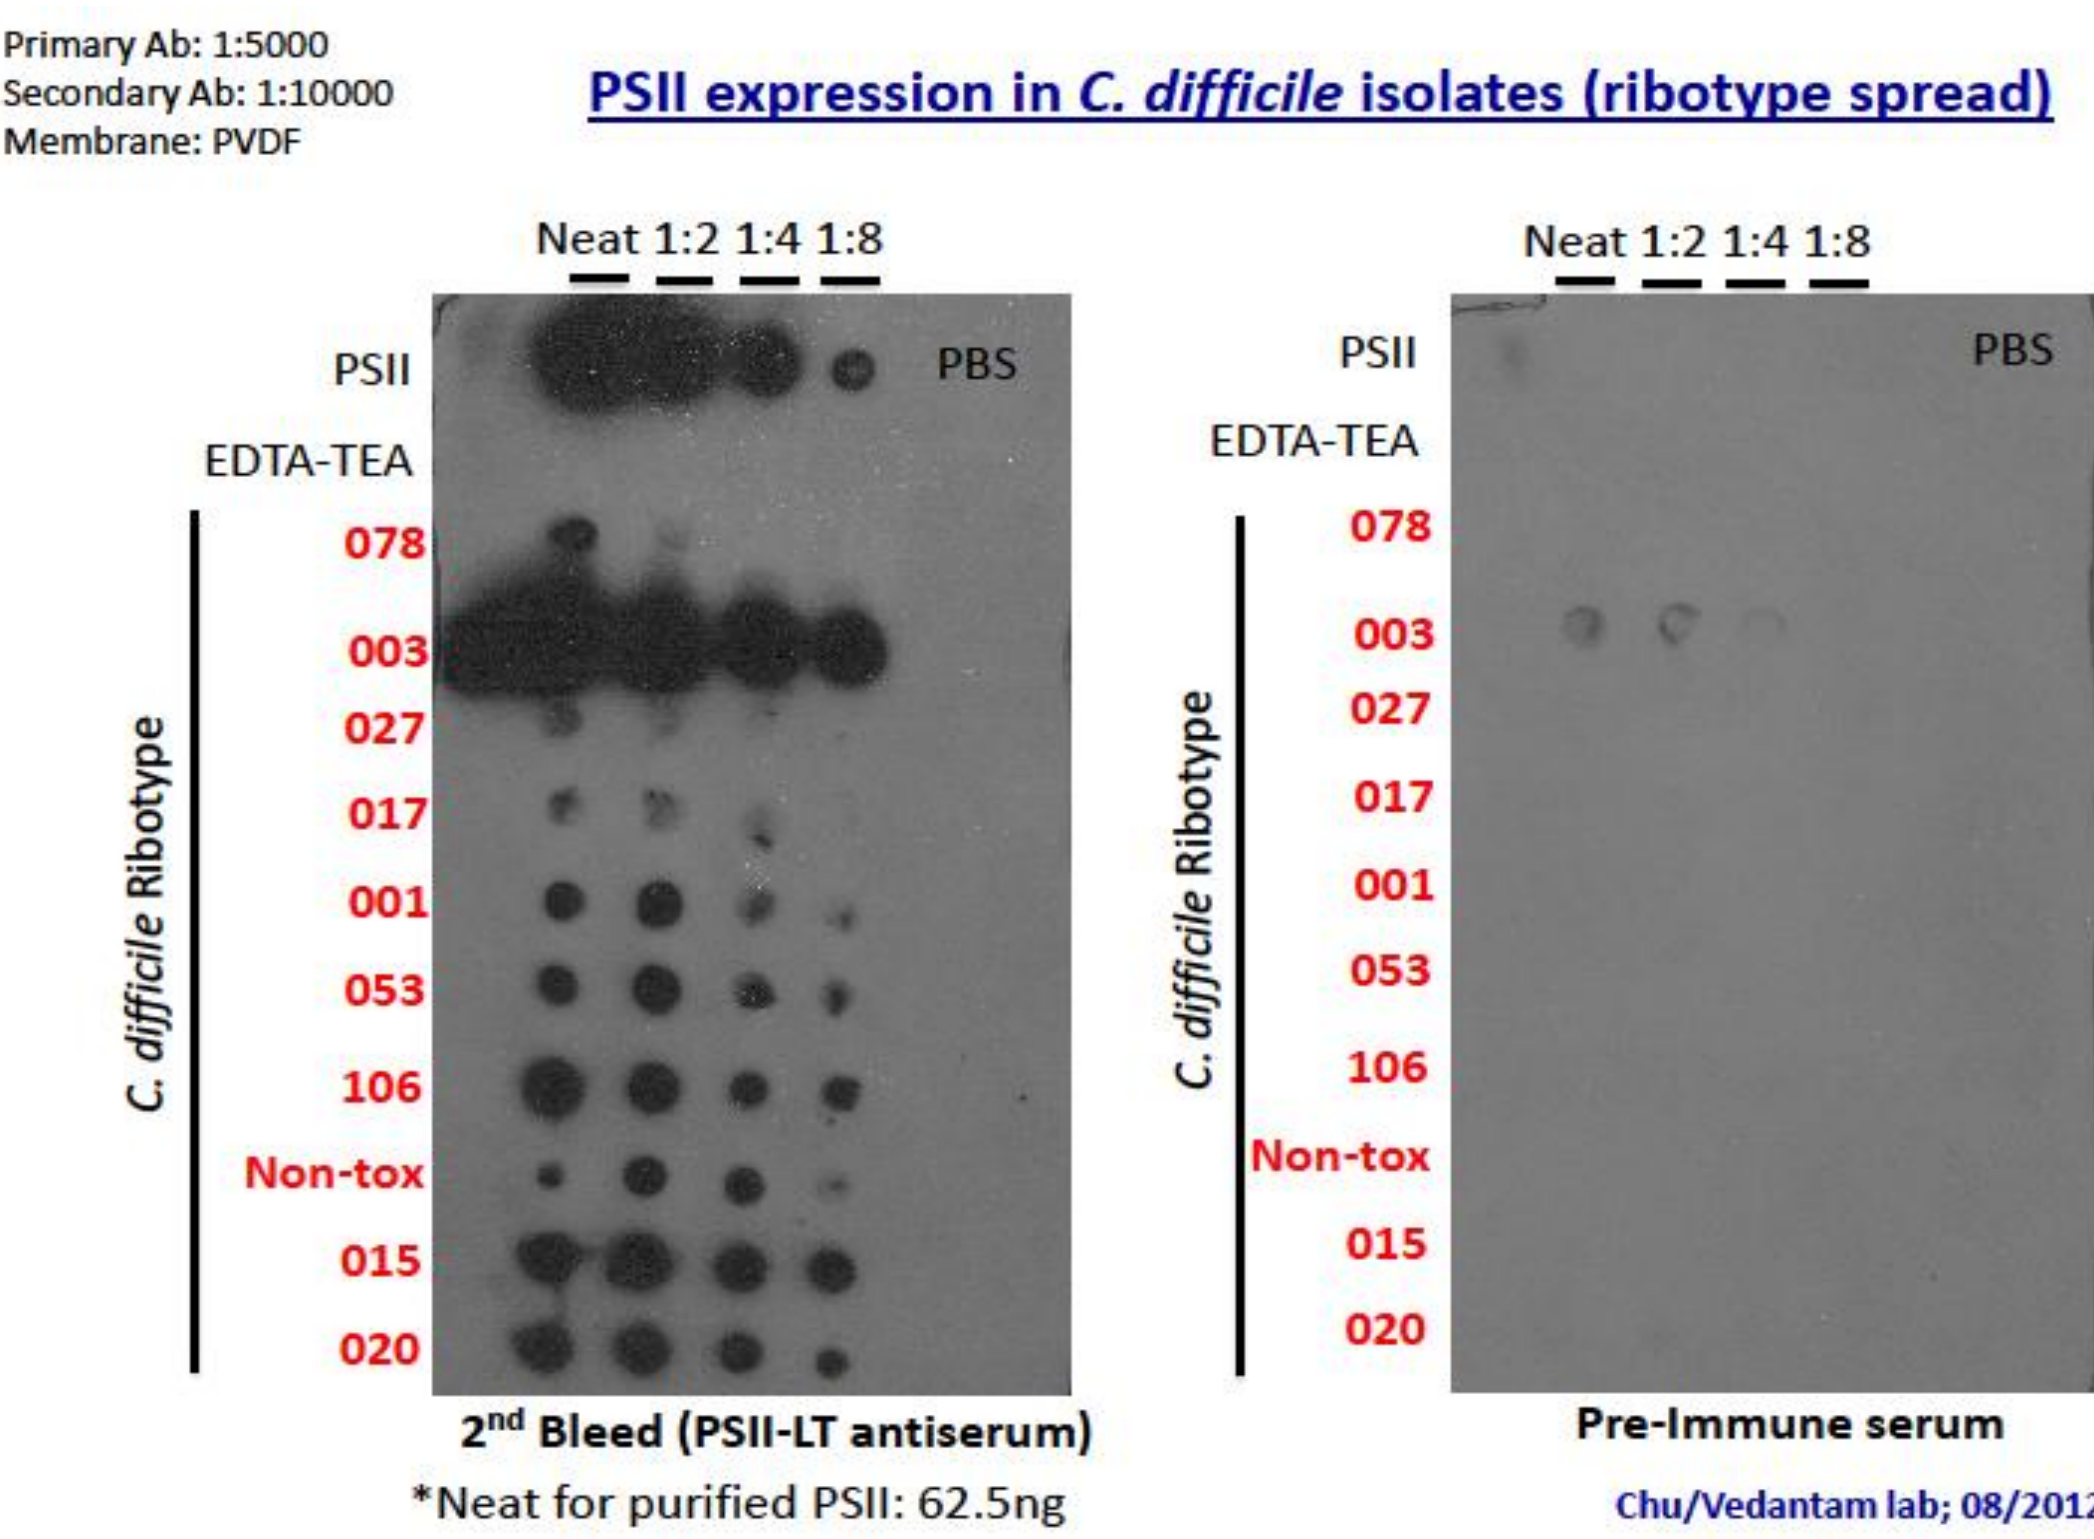 Primary Ab: 1:5000
Secondary Ab: 1:10000
Membrane: PVDF
PSII expression in C. difficile isolates (ribotype spread)
Neat 1:2 1:4 1:8
PSII
PBS
EDTA-TEA
078
003
027
017
001
053
106
Non-tox
015
020
C. difficile Ribotype
2nd Bleed (PSII-LT antiserum)
*Neat for purified PSII: 62.5ng
Neat 1:2 1:4 1:8
PSII
PBS
EDTA-TEA
078
003
027
017
001
053
106
Non-tox
015
020
C. difficile Ribotype
Pre-Immune serum
Chu/Vedantam lab; 08/2012